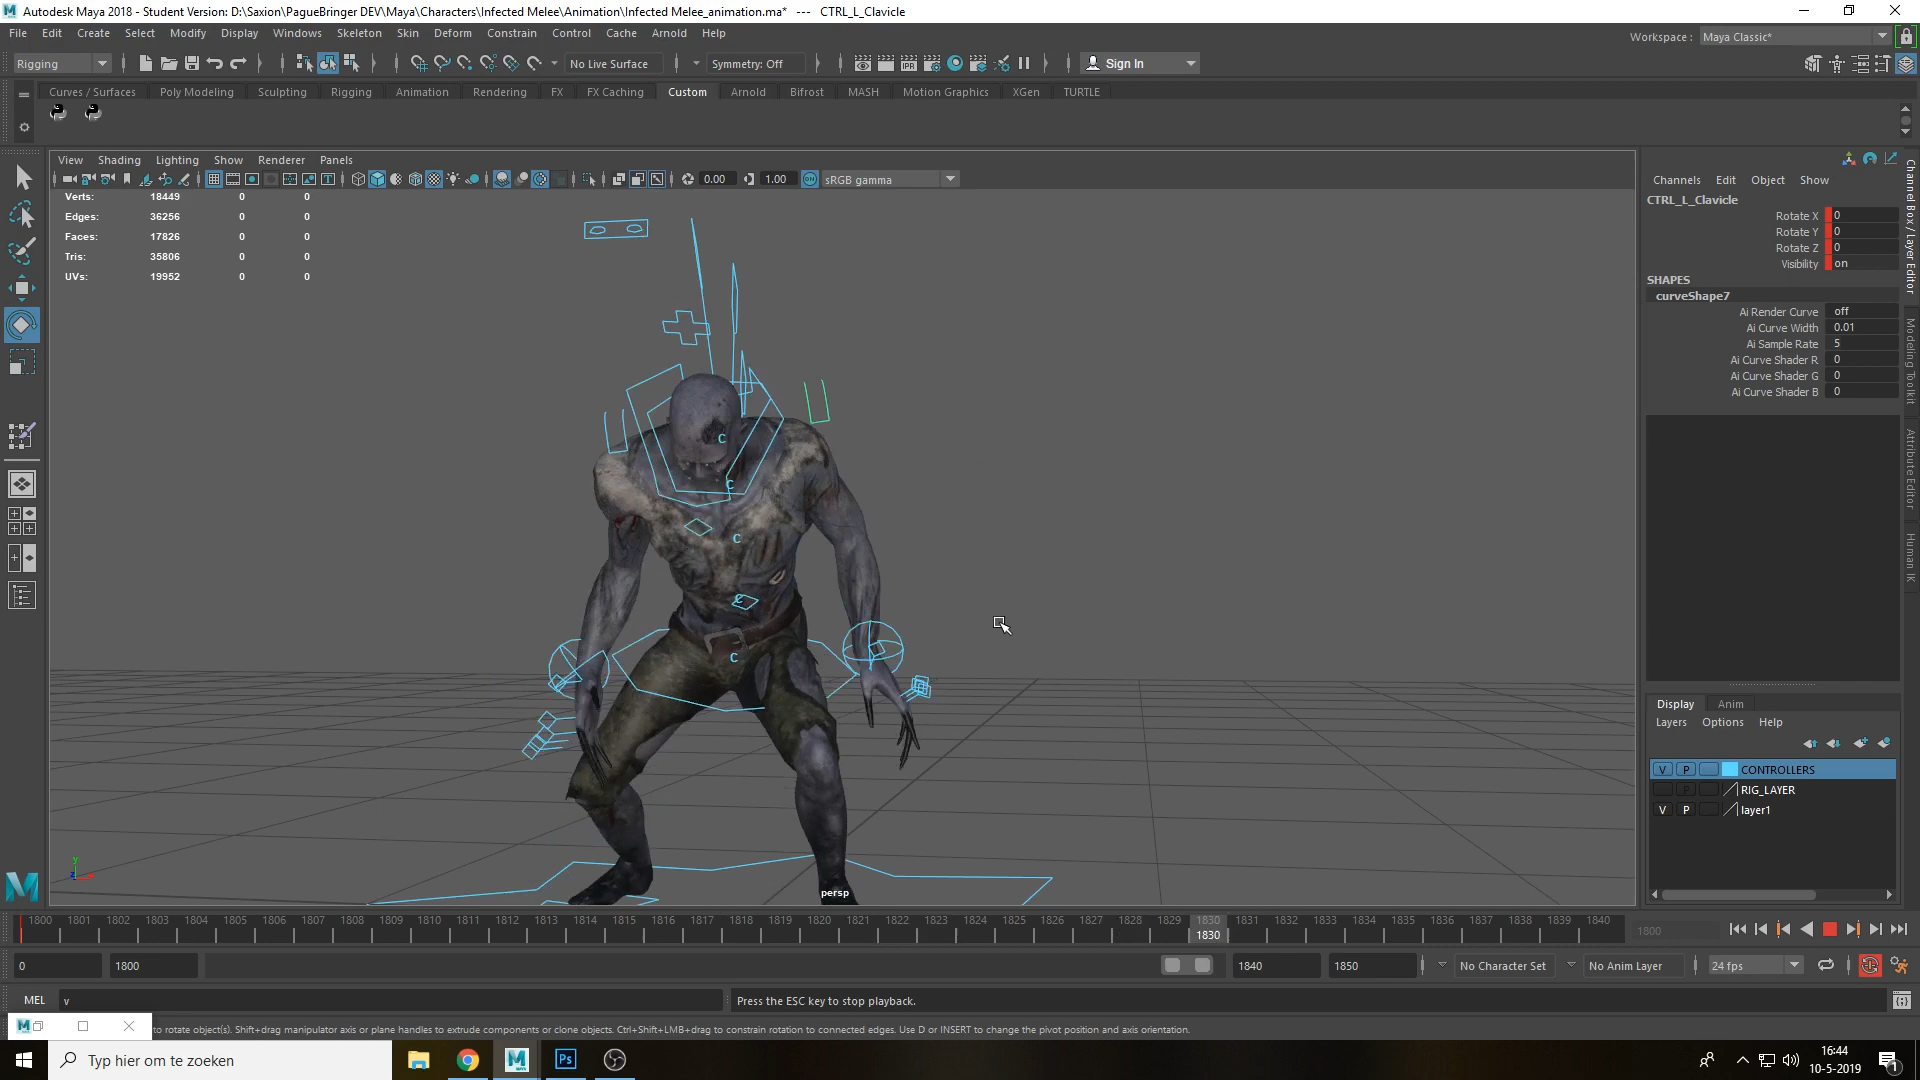 Autodesk Maya 2018 - Student Version: D:\Saxion\PagueBringer DEV\Maya\Characters\Infected Melee\Animation\Infected Melee_animation.ma* --- CTRL_L_Clavicle
File Edit Create Select Modify Display Windows Skeleton Skin Deform Constrain Control Cache Arnold Help
Workspace : Maya Classic*
Rigging No Live Surface Symmetry: Off Sign In
Curves / Surfaces Poly Modeling Sculpting Rigging Animation Rendering FX FX Caching Custom Arnold Bifrost MASH Motion Graphics XGen TURTLE
View Shading Lighting Show Renderer Panels
0.00 1.00 ON sRGB gamma
Verts: 18449 0 0
Edges: 36256 0 0
Faces: 17826 0 0
Tris: 35806 0 0
UVs: 19952 0 0
C
C
C
C
C
y
z
x
persp
Channels Edit Object Show
CTRL_L_Clavicle
Rotate X 0
Rotate Y 0
Rotate Z 0
Visibility on
SHAPES
curveShape7
Ai Render Curve off
Ai Curve Width 0.01
Ai Sample Rate 5
Ai Curve Shader R 0
Ai Curve Shader G 0
Ai Curve Shader B 0
Channel Box / Layer Editor
Modeling Toolkit
Attribute Editor
Human IK
Display Anim
Layers Options Help
V P CONTROLLERS
P RIG_LAYER
V P layer1
1800 1801 1802 1803 1804 1805 1806 1807 1808 1809 1810 1811 1812 1813 1814 1815 1816 1817 1818 1819 1820 1821 1822 1823 1824 1825 1826 1827 1828 1829 1830 1831 1832 1833 1834 1835 1836 1837 1838 1839 1840
1830 1800
0 1800 1840 1850 No Character Set No Anim Layer 24 fps
MEL v Press the ESC key to stop playback.
to rotate object(s). Shift+drag manipulator axis or plane handles to extrude components or clone objects. Ctrl+Shift+LMB+drag to constrain rotation to connected edges. Use D or INSERT to change the pivot position and axis orientation.
Typ hier om te zoeken
Ps
16:44
10-5-2019
1